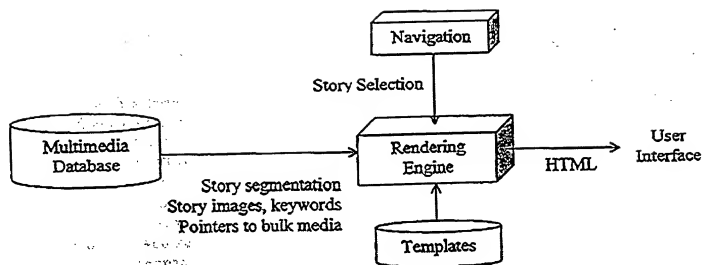 Navigation
Story Selection
Multimedia
Database
Rendering
Engine
HTML
User
Interface
Story segmentation
Story images, keywords
Pointers to bulk media
Templates